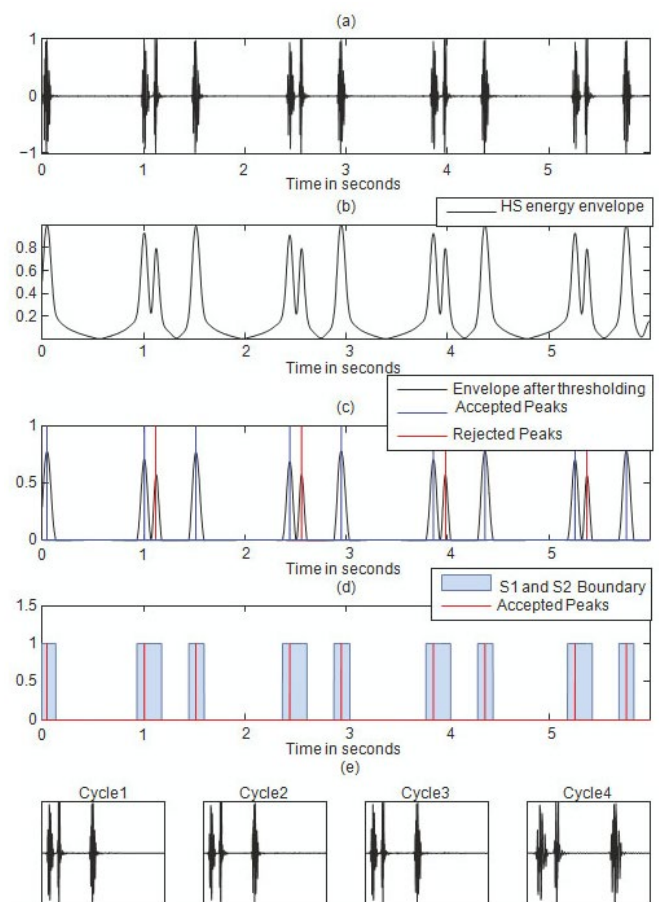 (a)
1
0
−1
0 1 2 3 4 5
Time in seconds
(b)
HS energy envelope
0.8
0.6
0.4
0.2
0 1 2 3 4 5
Time in seconds
(c)
Envelope after thresholding
Accepted Peaks
Rejected Peaks
1
0.5
0
0 1 2 3 4 5
Time in seconds
(d)
S1 and S2 Boundary
Accepted Peaks
1.5
1
0.5
0
0 1 2 3 4 5
Time in seconds
(e)
Cycle1 Cycle2 Cycle3 Cycle4